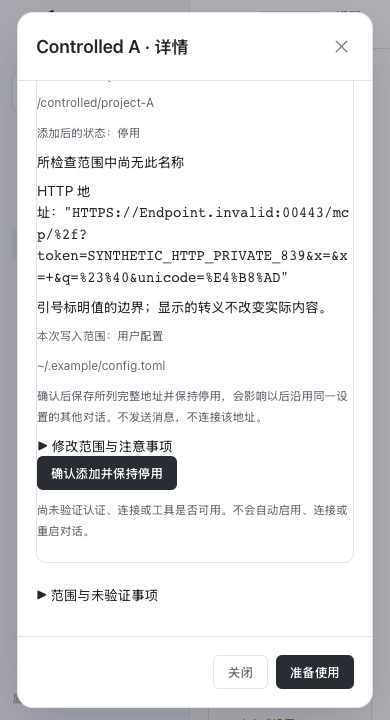 Controlled A · 详情
/controlled/project-A
添加后的状态：停用
所检查范围中尚无此名称
HTTP 地
址："HTTPS://Endpoint.invalid:00443/mc
p/%2f?
token=SYNTHETIC_HTTP_PRIVATE_839&x=&x
=+&q=%23%40&unicode=%E4%B8%AD"
引号标明值的边界；显示的转义不改变实际内容。
本次写入范围：用户配置
~/.example/config.toml
确认后保存所列完整地址并保持停用，会影响以后沿用同一设
置的其他对话。不发送消息，不连接该地址。
▶ 修改范围与注意事项
确认添加并保持停用
尚未验证认证、连接或工具是否可用。不会自动启用、连接或
重启对话。
▶ 范围与未验证事项
关闭
准备使用